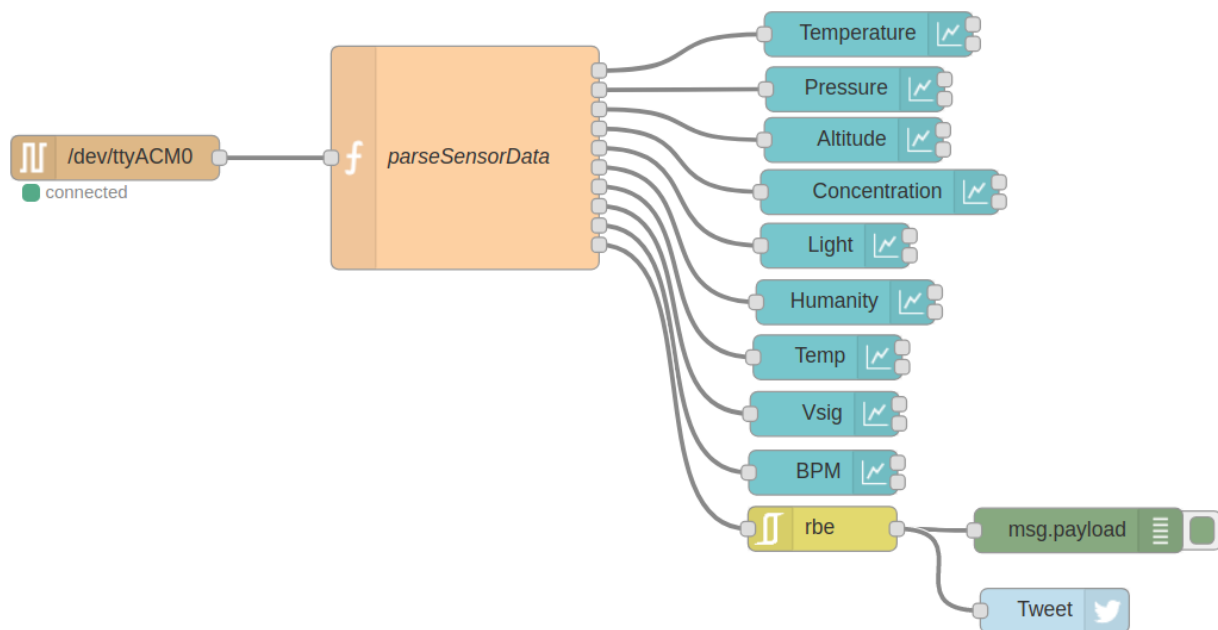 Temperature
Pressure
Altitude
/dev/ttyACM0
parseSensorData
connected
Concentration
Light
Humanity
Temp
Vsig
BPM
rbe
msg.payload
Tweet